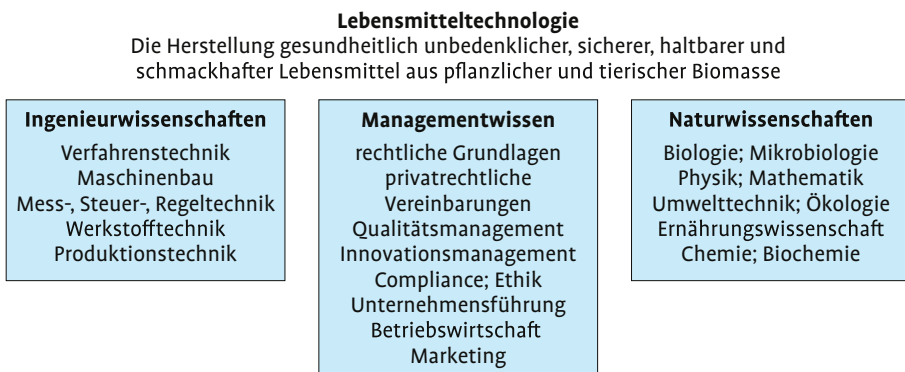 Lebensmitteltechnologie
Die Herstellung gesundheitlich unbedenklicher, sicherer, haltbarer und
schmackhafter Lebensmittel aus pflanzlicher und tierischer Biomasse
Ingenieurwissenschaften
Verfahrenstechnik
Maschinenbau
Mess-, Steuer-, Regeltechnik
Werkstofftechnik
Produktionstechnik
Managementwissen
rechtliche Grundlagen
privatrechtliche
Vereinbarungen
Qualitätsmanagement
Innovationsmanagement
Compliance; Ethik
Unternehmensführung
Betriebswirtschaft
Marketing
Naturwissenschaften
Biologie; Mikrobiologie
Physik; Mathematik
Umwelttechnik; Ökologie
Ernährungswissenschaft
Chemie; Biochemie